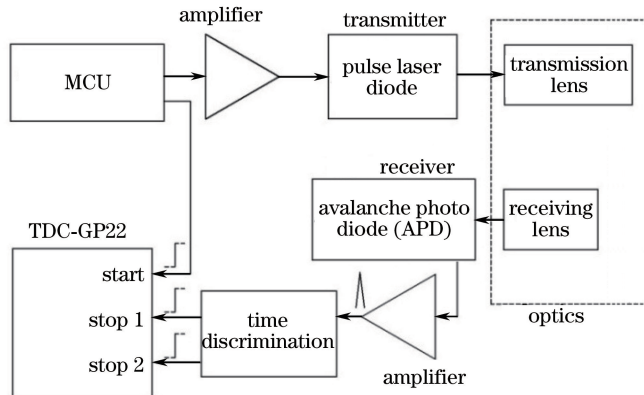 amplifier
transmitter
MCU
pulse laser
diode
transmission
lens
receiver
avalanche photo
diode (APD)
receiving
lens
TDC-GP22
start
stop 1
stop 2
time
discrimination
amplifier
optics